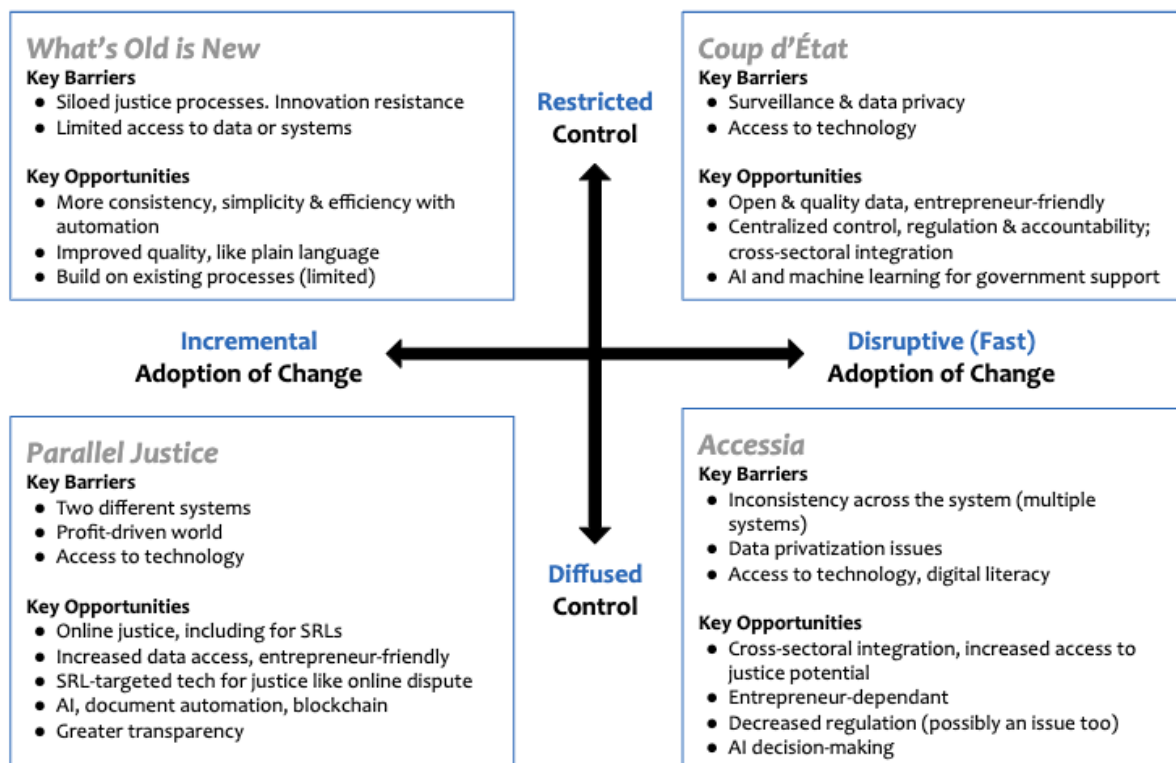 What's Old is New
Key Barriers
● Siloed justice processes. Innovation resistance
● Limited access to data or systems
Key Opportunities
● More consistency, simplicity & efficiency with
automation
● Improved quality, like plain language
● Build on existing processes (limited)
Restricted
Control
Coup d'État
Key Barriers
● Surveillance & data privacy
● Access to technology
Key Opportunities
● Open & quality data, entrepreneur-friendly
● Centralized control, regulation & accountability;
cross-sectoral integration
● AI and machine learning for government support
Incremental
Adoption of Change
Disruptive (Fast)
Adoption of Change
Parallel Justice
Key Barriers
● Two different systems
● Profit-driven world
● Access to technology
Key Opportunities
● Online justice, including for SRLs
● Increased data access, entrepreneur-friendly
● SRL-targeted tech for justice like online dispute
● AI, document automation, blockchain
● Greater transparency
Diffused
Control
Accessia
Key Barriers
● Inconsistency across the system (multiple
systems)
● Data privatization issues
● Access to technology, digital literacy
Key Opportunities
● Cross-sectoral integration, increased access to
justice potential
● Entrepreneur-dependant
● Decreased regulation (possibly an issue too)
● AI decision-making